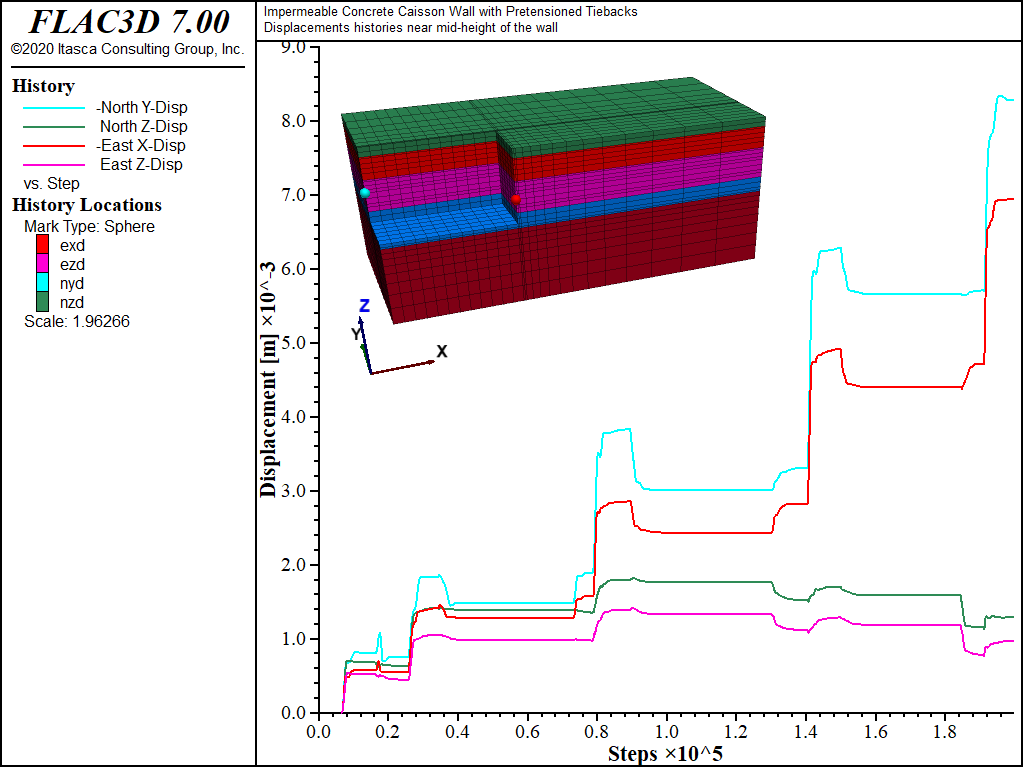 FLAC3D 7.00
©2020 Itasca Consulting Group, Inc.
History
-North Y-Disp
North Z-Disp
-East X-Disp
East Z-Disp
vs. Step
History Locations
Mark Type: Sphere
exd
ezd
nyd
nzd
Scale: 1.96266
Impermeable Concrete Caisson Wall with Pretensioned Tiebacks
Displacements histories near mid-height of the wall
9.0
8.0
7.0
6.0
5.0
4.0
3.0
2.0
1.0
0.0
Displacement [m] ×10^-3
Z
Y
X
0.0 0.2 0.4 0.6 0.8 1.0 1.2 1.4 1.6 1.8
Steps ×10^5